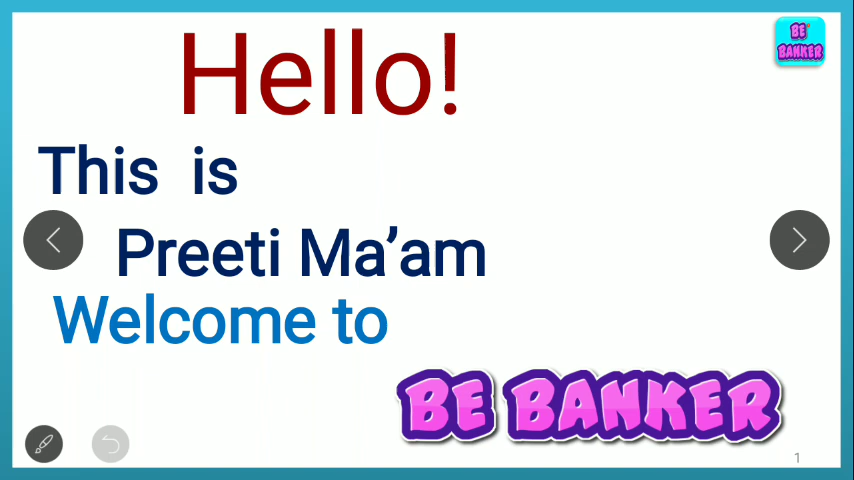 Hello!
BE
BANKER
This is
Preeti Ma’am
Welcome to
BE BANKER
1